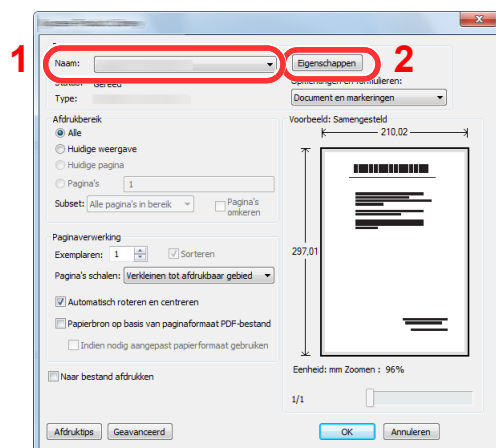 1
2
Naam:
Eigenschappen
Status: Gereed
Opmerkingen en formulieren:
Type:
Document en markeringen
Afdrukbereik
Alle
Huidige weergave
Huidige pagina
Pagina's 1
Subset: Alle pagina's in bereik
Pagina's
omkeren
Paginaverwerking
Exemplaren: 1
Sorteren
Pagina's schalen: Verkleinen tot afdrukbaar gebied
Automatisch roteren en centreren
Papierbron op basis van paginaformaat PDF-bestand
Indien nodig aangepast papierformaat gebruiken
Naar bestand afdrukken
Voorbeeld: Samengesteld
210,02
297,01
Eenheid: mm Zoomen : 96%
1/1
Afdruktips
Geavanceerd
OK
Annuleren